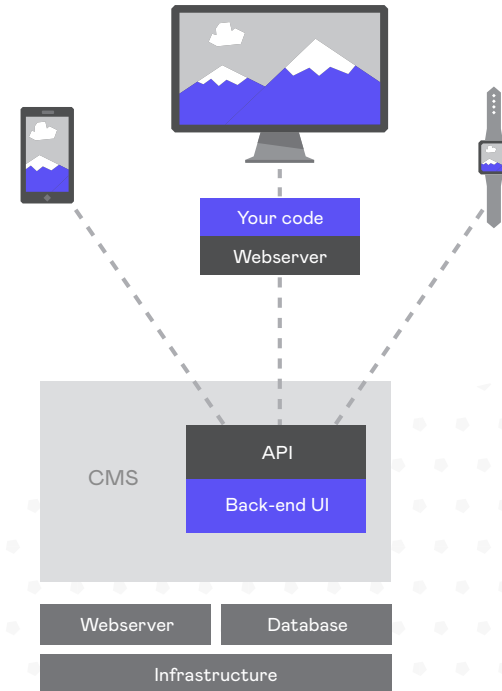 Your code
Webserver
API
CMS
Back-end UI
Webserver
Database
Infrastructure